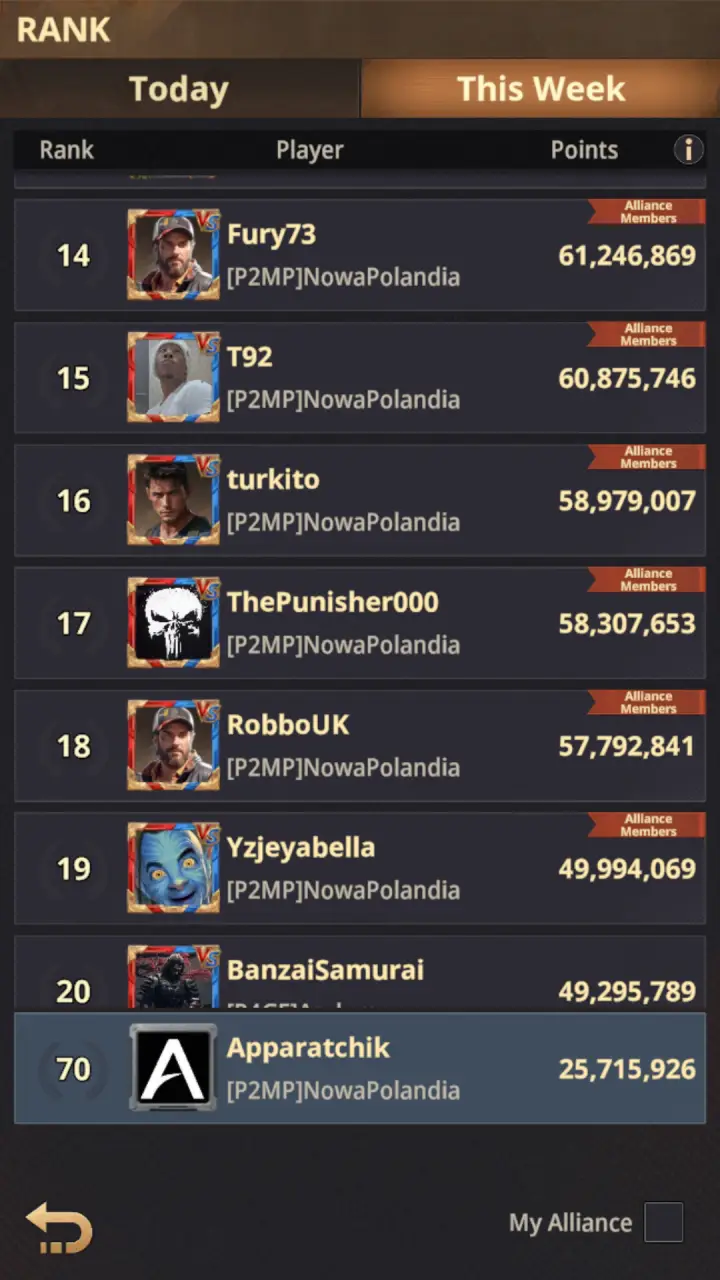 RANK
Today
This Week
Rank
Player
Points
i
Alliance
Members
14
Fury73
61,246,869
[P2MP]NowaPolandia
Alliance
Members
15
T92
60,875,746
[P2MP]NowaPolandia
Alliance
Members
16
turkito
58,979,007
[P2MP]NowaPolandia
Alliance
Members
17
ThePunisher000
58,307,653
[P2MP]NowaPolandia
Alliance
Members
18
RobboUK
57,792,841
[P2MP]NowaPolandia
Alliance
Members
19
Yzjeyabella
49,994,069
[P2MP]NowaPolandia
20
BanzaiSamurai
49,295,789
70
Apparatchik
25,715,926
[P2MP]NowaPolandia
My Alliance